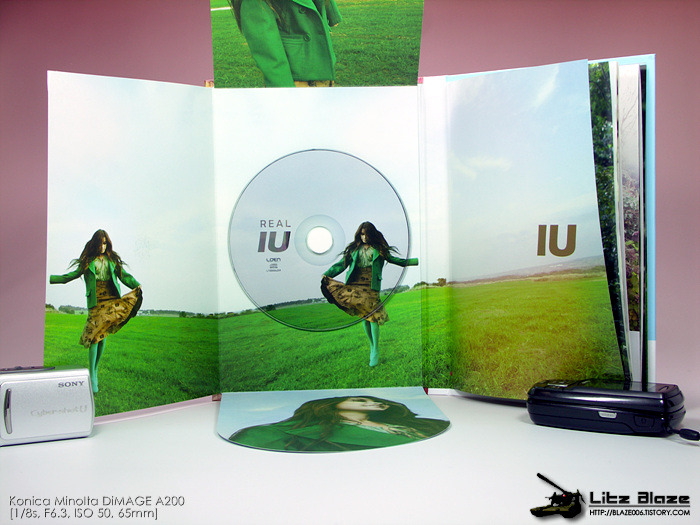 REAL
IU
IU
SONY
Cyber-shot U
Konica Minolta DiMAGE A200
[1/8s, F6.3, ISO 50, 65mm]
Litz Blaze
HTTP://BLAZE006.TISTORY.COM